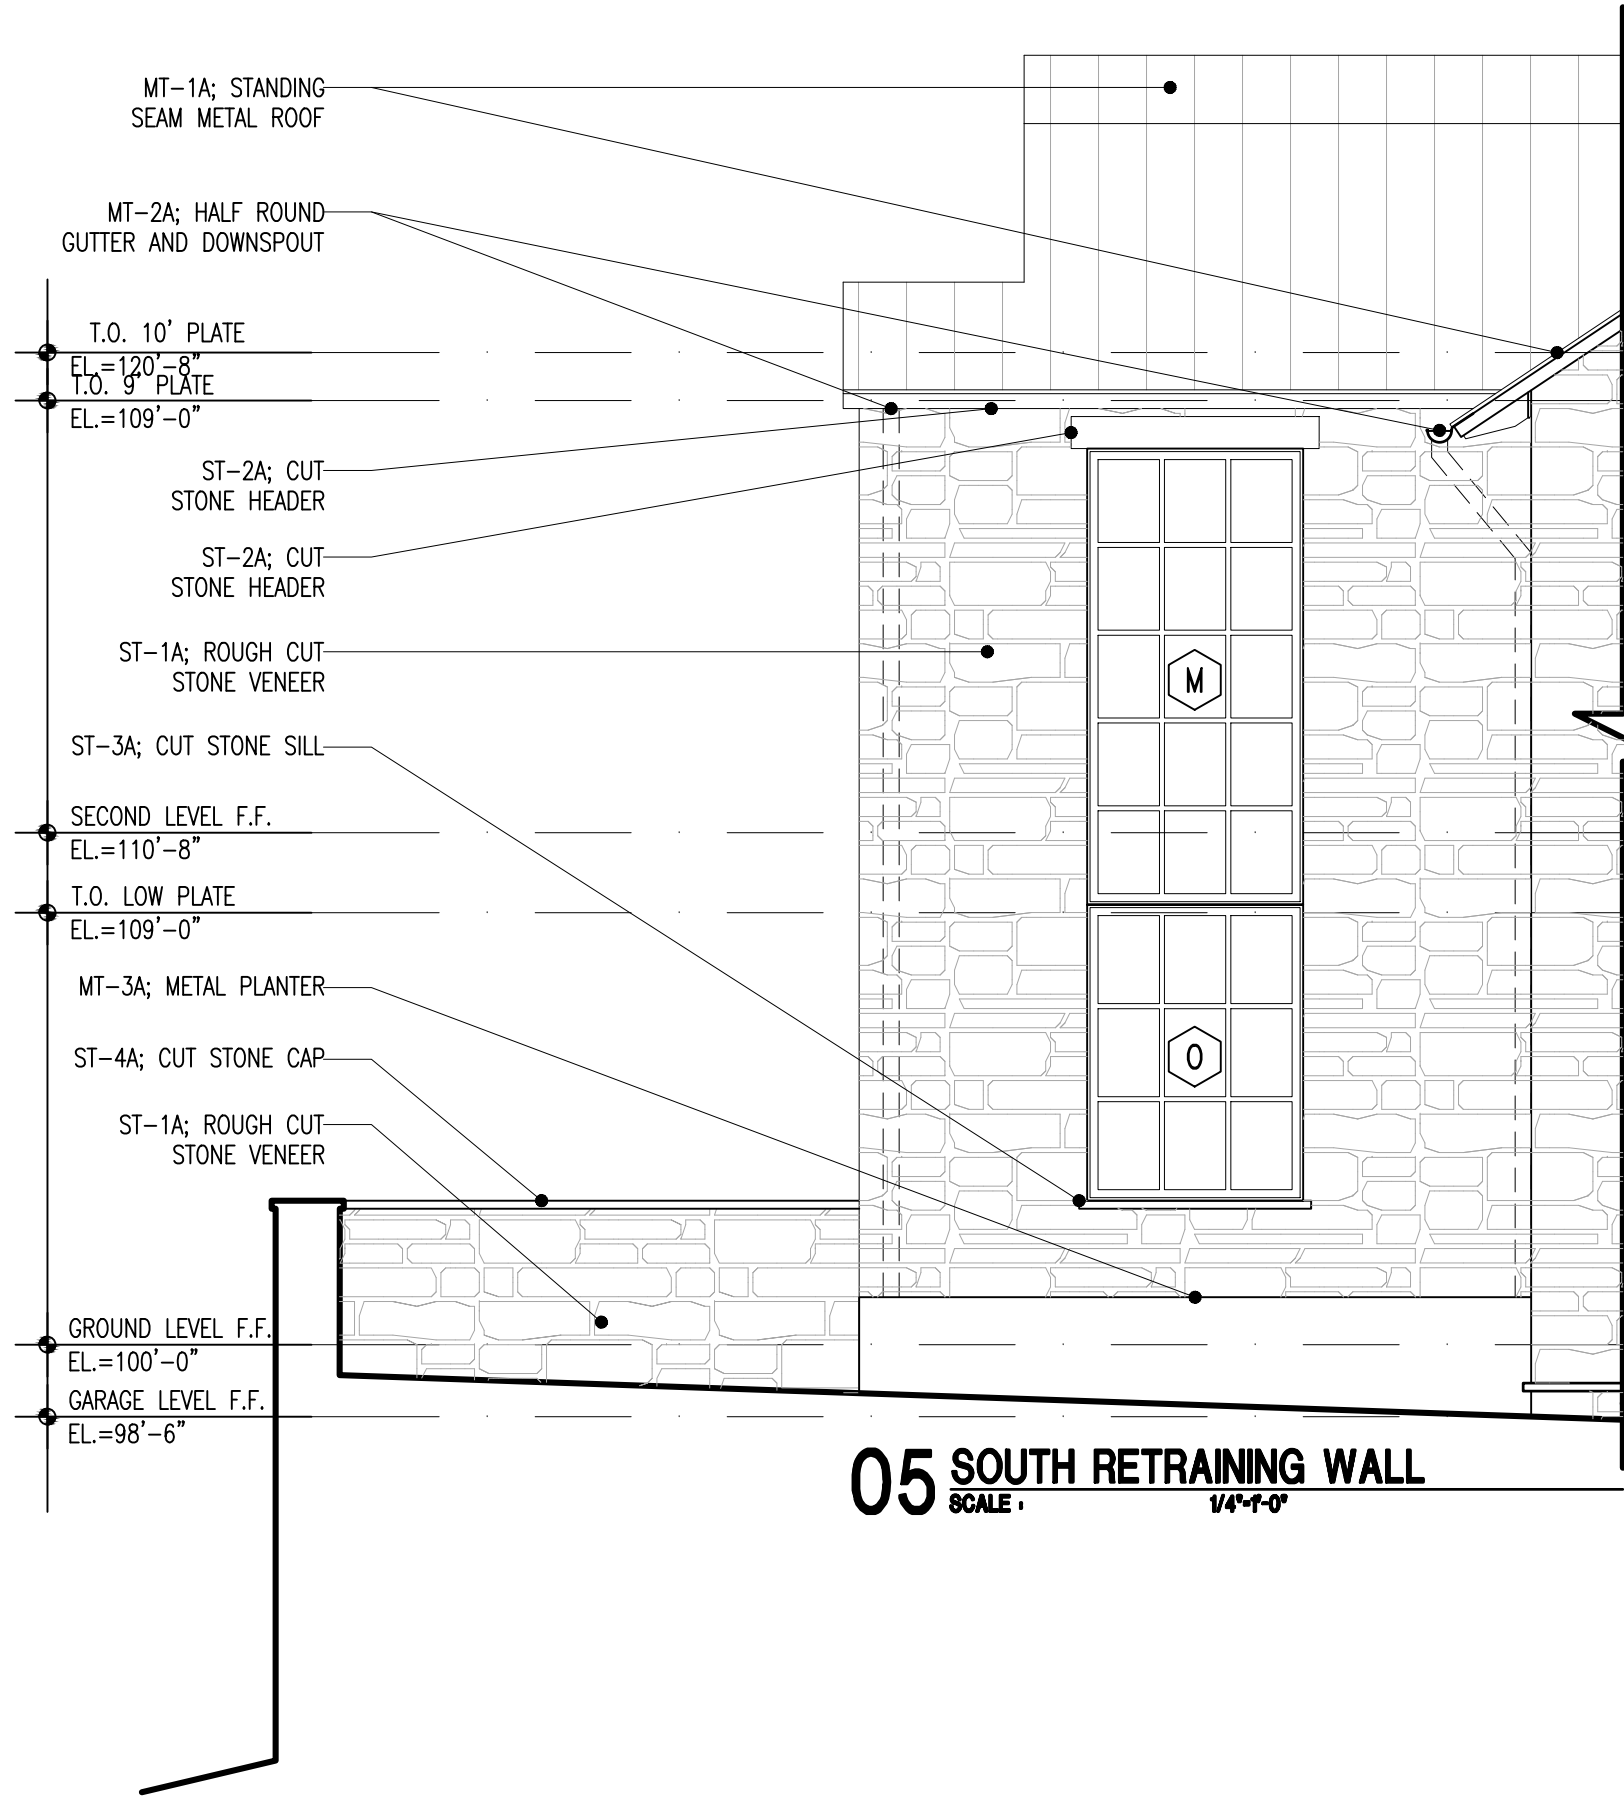 MT-1A; STANDING
SEAM METAL ROOF
MT-2A; HALF ROUND
GUTTER AND DOWNSPOUT
T.O. 10' PLATE
EL.=120'-8"
T.O. 9' PLATE
EL.=109'-0"
ST-2A; CUT
STONE HEADER
ST-2A; CUT
STONE HEADER
ST-1A; ROUGH CUT
STONE VENEER
M
ST-3A; CUT STONE SILL
SECOND LEVEL F.F.
EL.=110'-8"
T.O. LOW PLATE
EL.=109'-0"
MT-3A; METAL PLANTER
ST-4A; CUT STONE CAP
O
ST-1A; ROUGH CUT
STONE VENEER
GROUND LEVEL F.F.
EL.=100'-0"
GARAGE LEVEL F.F.
EL.=98'-6"
05 SOUTH RETRAINING WALL
SCALE : 1/4"=1'-0"